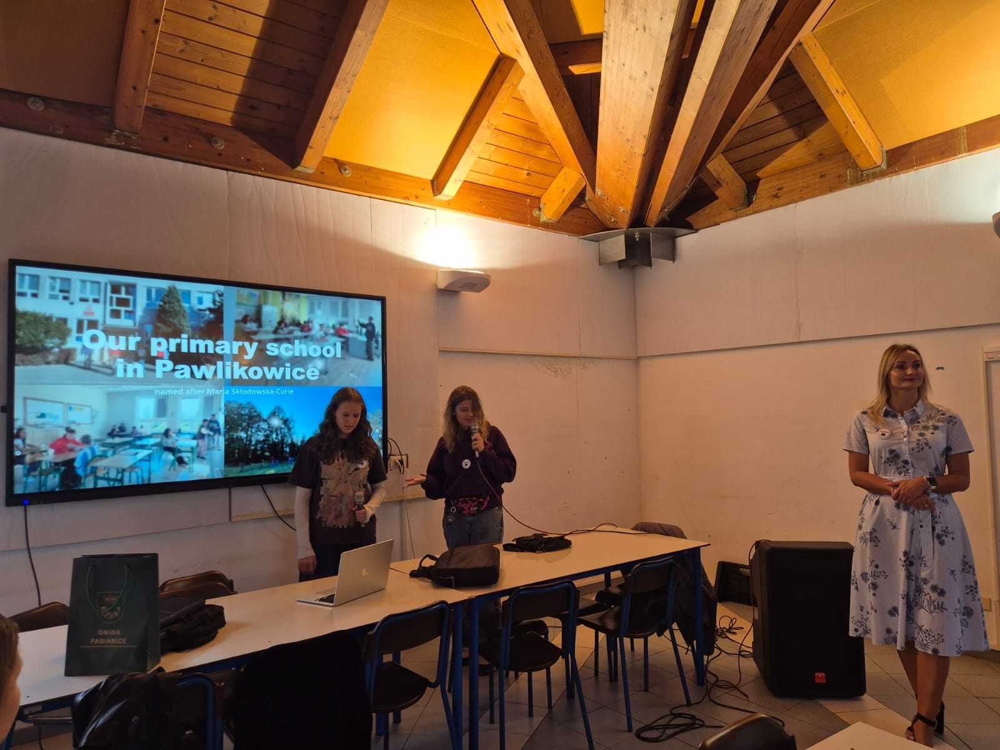 Our primary school
in Pawlikowice
named after Maria Skłodowska-Curie
GMINA
PABIANICE